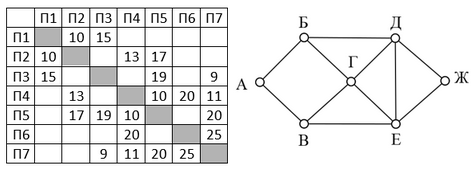 П1 П2 П3 П4 П5 П6 П7
П1 10 15
П2 10 13 17
П3 15 19 9
П4 13 10 20 11
П5 17 19 10 20
П6 20 25
П7 9 11 20 25
Б Д
Г
А Ж
В Е